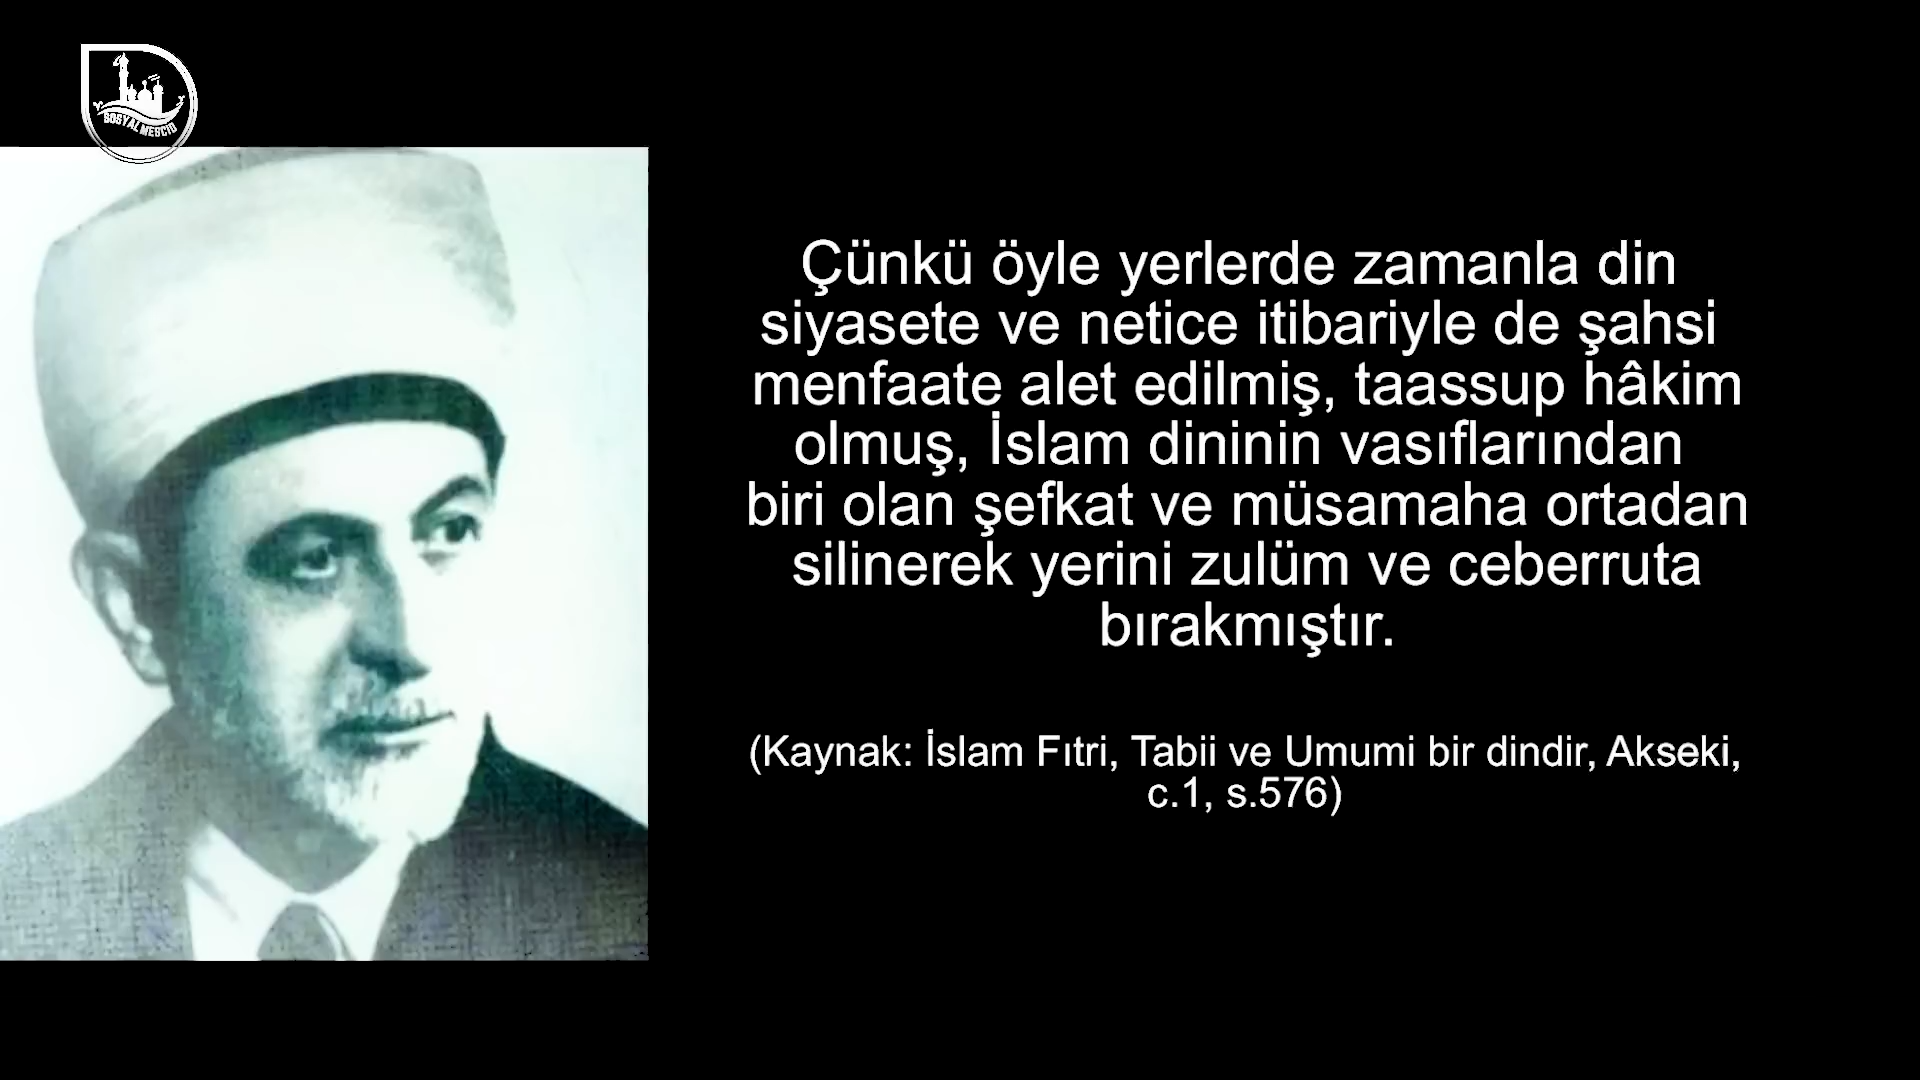 SOSYAL MESCID
Çünkü öyle yerlerde zamanla din
siyasete ve netice itibariyle de şahsi
menfaate alet edilmiş, taassup hâkim
olmuş, İslam dininin vasıflarından
biri olan şefkat ve müsamaha ortadan
silinerek yerini zulüm ve ceberruta
bırakmıştır.
(Kaynak: İslam Fıtri, Tabii ve Umumi bir dindir, Akseki,
c.1, s.576)